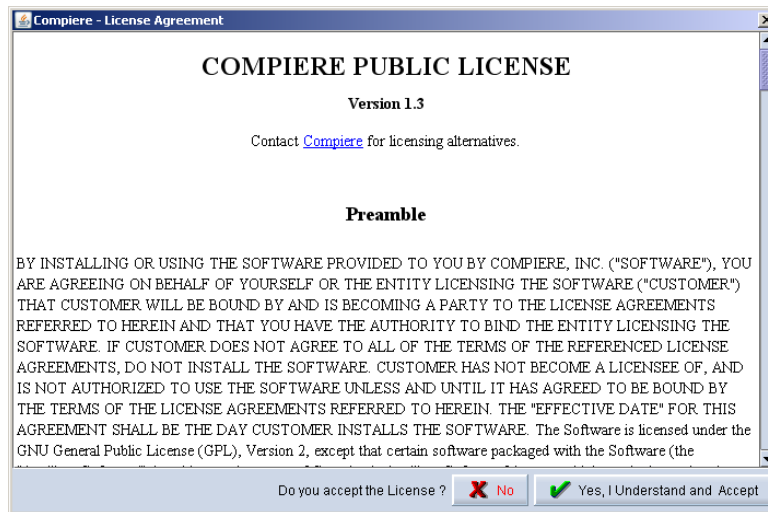 Compiere - License Agreement
COMPIERE PUBLIC LICENSE
Version 1.3
Contact Compiere for licensing alternatives.
Preamble
BY INSTALLING OR USING THE SOFTWARE PROVIDED TO YOU BY COMPIERE, INC. ("SOFTWARE"), YOU
ARE AGREEING ON BEHALF OF YOURSELF OR THE ENTITY LICENSING THE SOFTWARE ("CUSTOMER")
THAT CUSTOMER WILL BE BOUND BY AND IS BECOMING A PARTY TO THE LICENSE AGREEMENTS
REFERRED TO HEREIN AND THAT YOU HAVE THE AUTHORITY TO BIND THE ENTITY LICENSING THE
SOFTWARE. IF CUSTOMER DOES NOT AGREE TO ALL OF THE TERMS OF THE REFERENCED LICENSE
AGREEMENTS, DO NOT INSTALL THE SOFTWARE. CUSTOMER HAS NOT BECOME A LICENSEE OF, AND
IS NOT AUTHORIZED TO USE THE SOFTWARE UNLESS AND UNTIL IT HAS AGREED TO BE BOUND BY
THE TERMS OF THE LICENSE AGREEMENTS REFERRED TO HEREIN. THE "EFFECTIVE DATE" FOR THIS
AGREEMENT SHALL BE THE DAY CUSTOMER INSTALLS THE SOFTWARE. The Software is licensed under the
GNU General Public License (GPL), Version 2, except that certain software packaged with the Software (the
Do you accept the License ? No Yes, I Understand and Accept